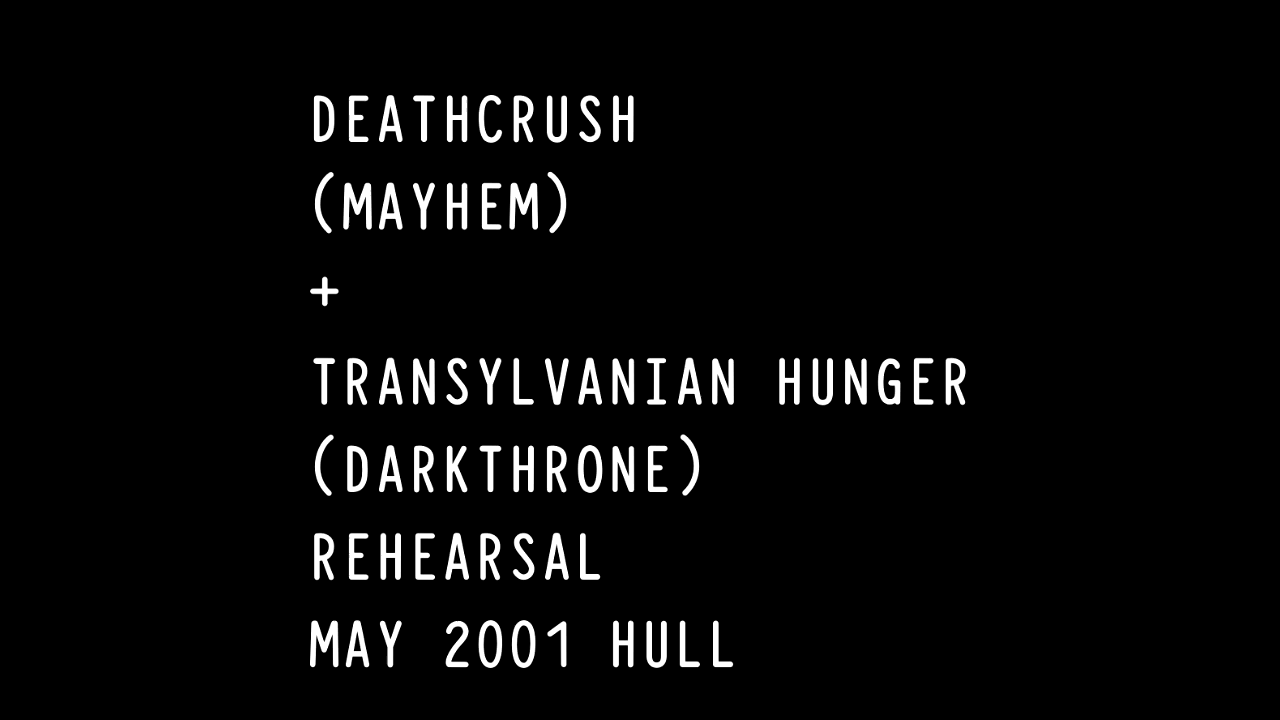 DEATHCRUSH
(MAYHEM)
+
TRANSYLVANIAN HUNGER
(DARKTHRONE)
REHEARSAL
MAY 2001 HULL